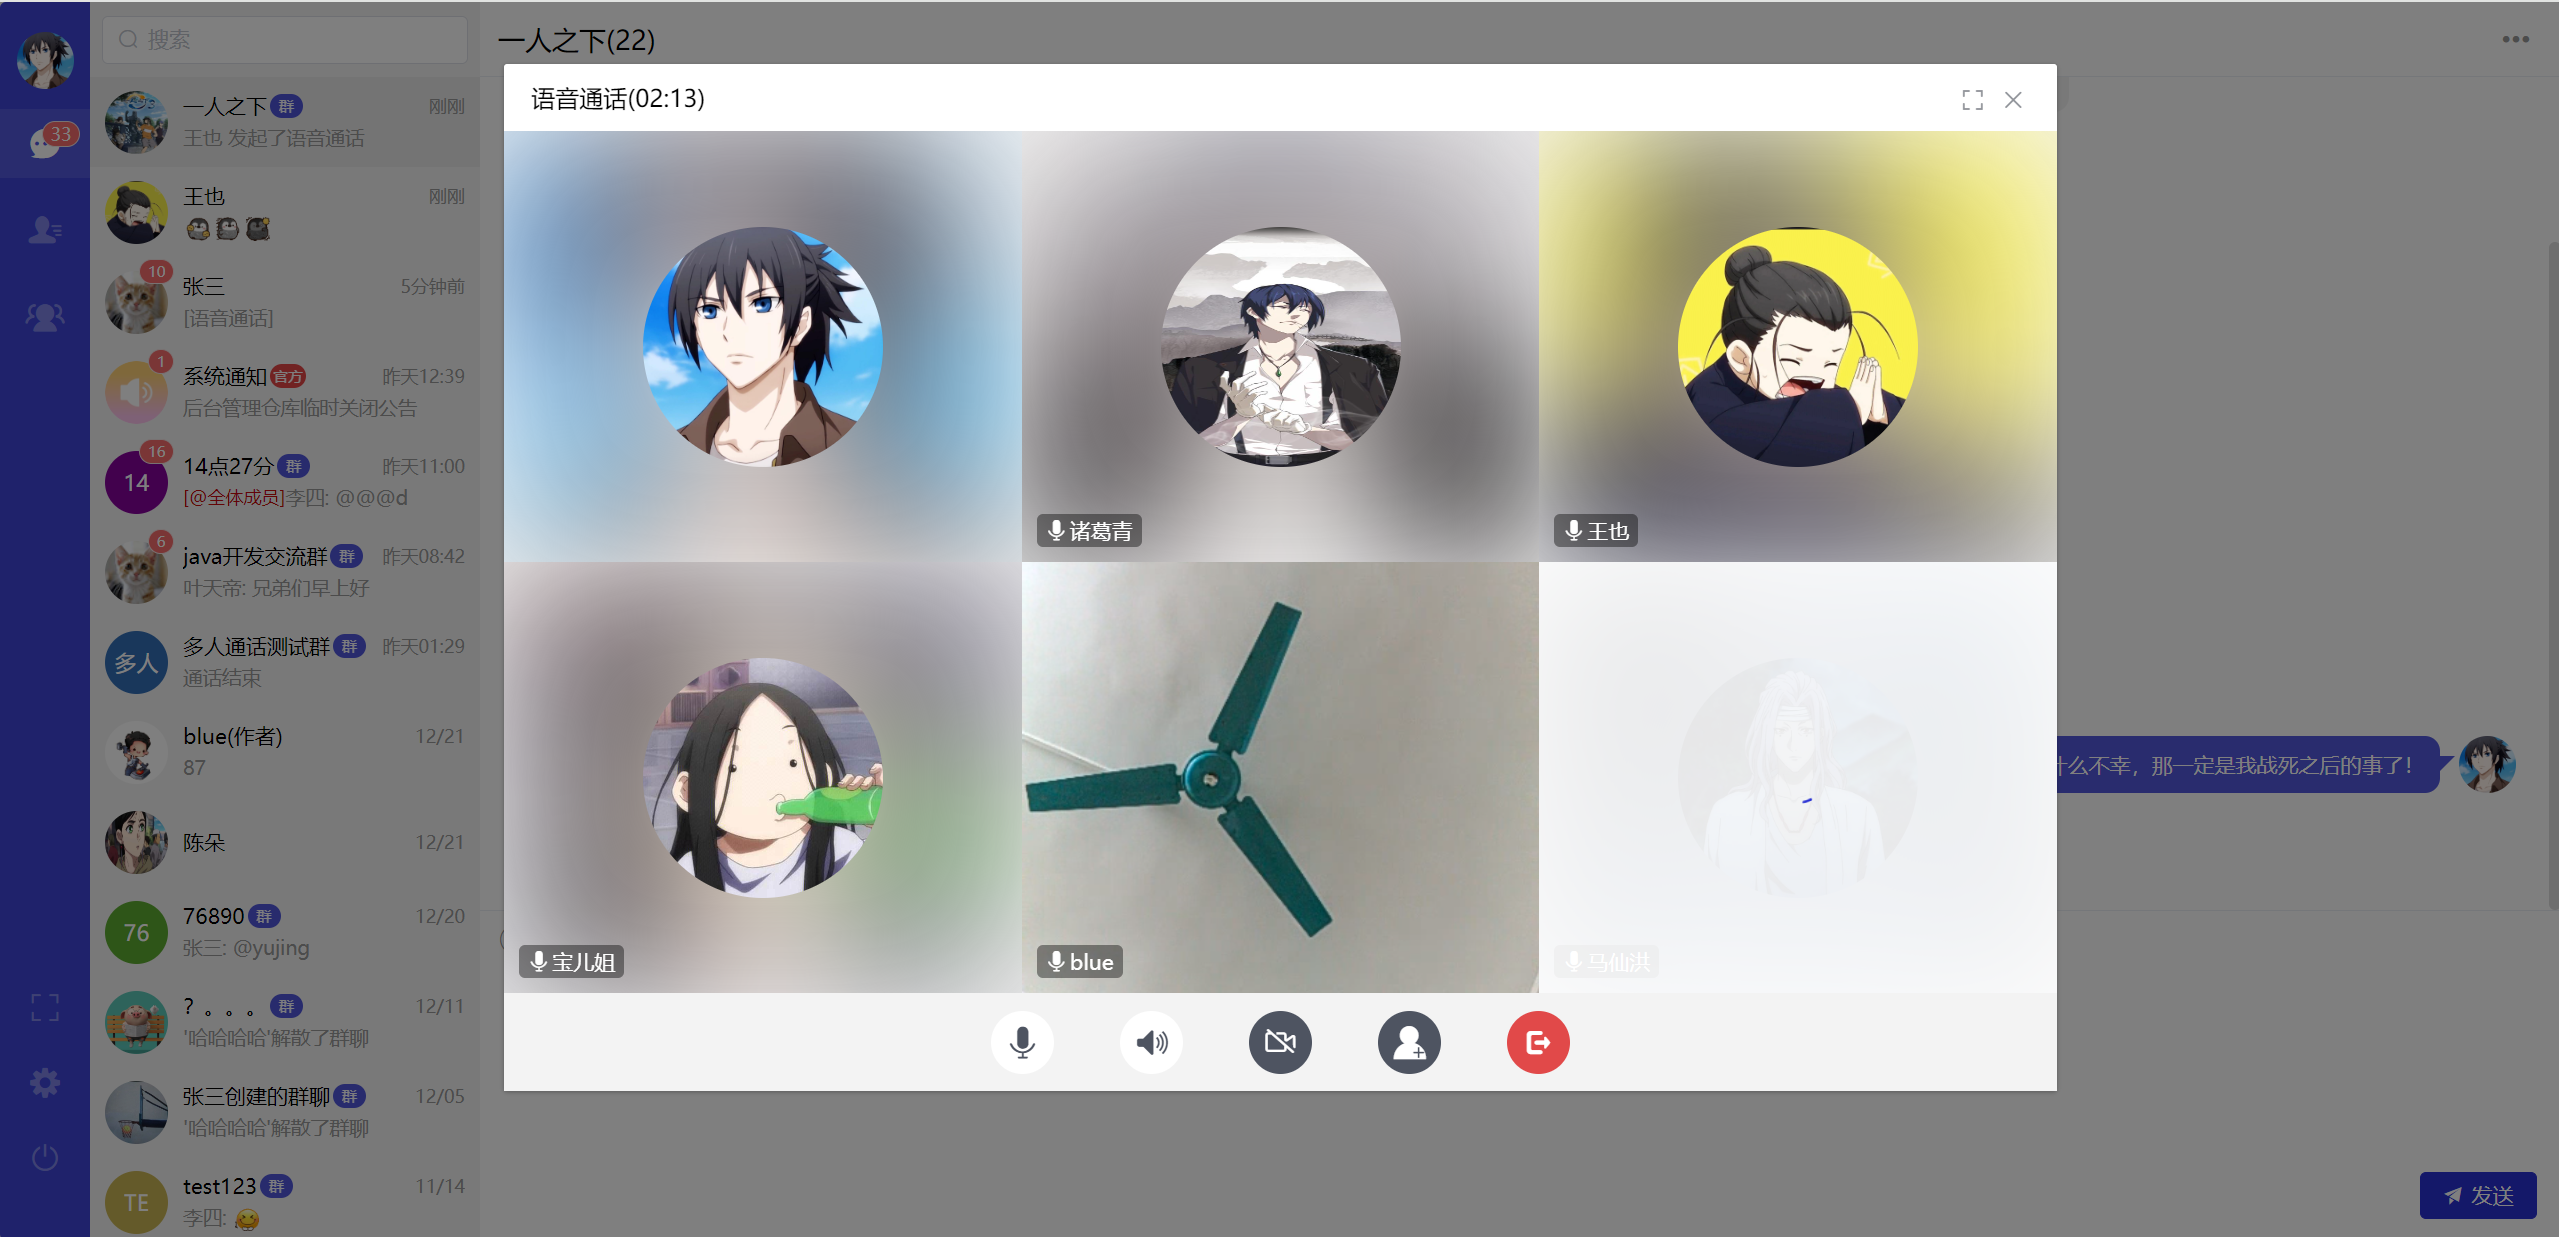 搜索
33
一人之下 群 刚刚
王也 发起了语音通话
王也 刚刚
10
张三 5分钟前
[语音通话]
1
系统通知 官方 昨天12:39
后台管理仓库临时关闭公告
16
14
14点27分 群 昨天11:00
[@全体成员]李四: @@@d
6
java开发交流群 群 昨天08:42
叶天帝: 兄弟们早上好
多人
多人通话测试群 群 昨天01:29
通话结束
blue(作者) 12/21
87
陈朵 12/21
76
76890 群 12/20
张三: @yujing
？。。。 群 12/11
'哈哈哈哈'解散了群聊
张三创建的群聊 群 12/05
'哈哈哈哈'解散了群聊
TE
test123 群 11/14
李四:
一人之下(22)
语音通话(02:13)
诸葛青
王也
宝儿姐
blue
马仙洪
什么不幸，那一定是我战死之后的事了！
发送